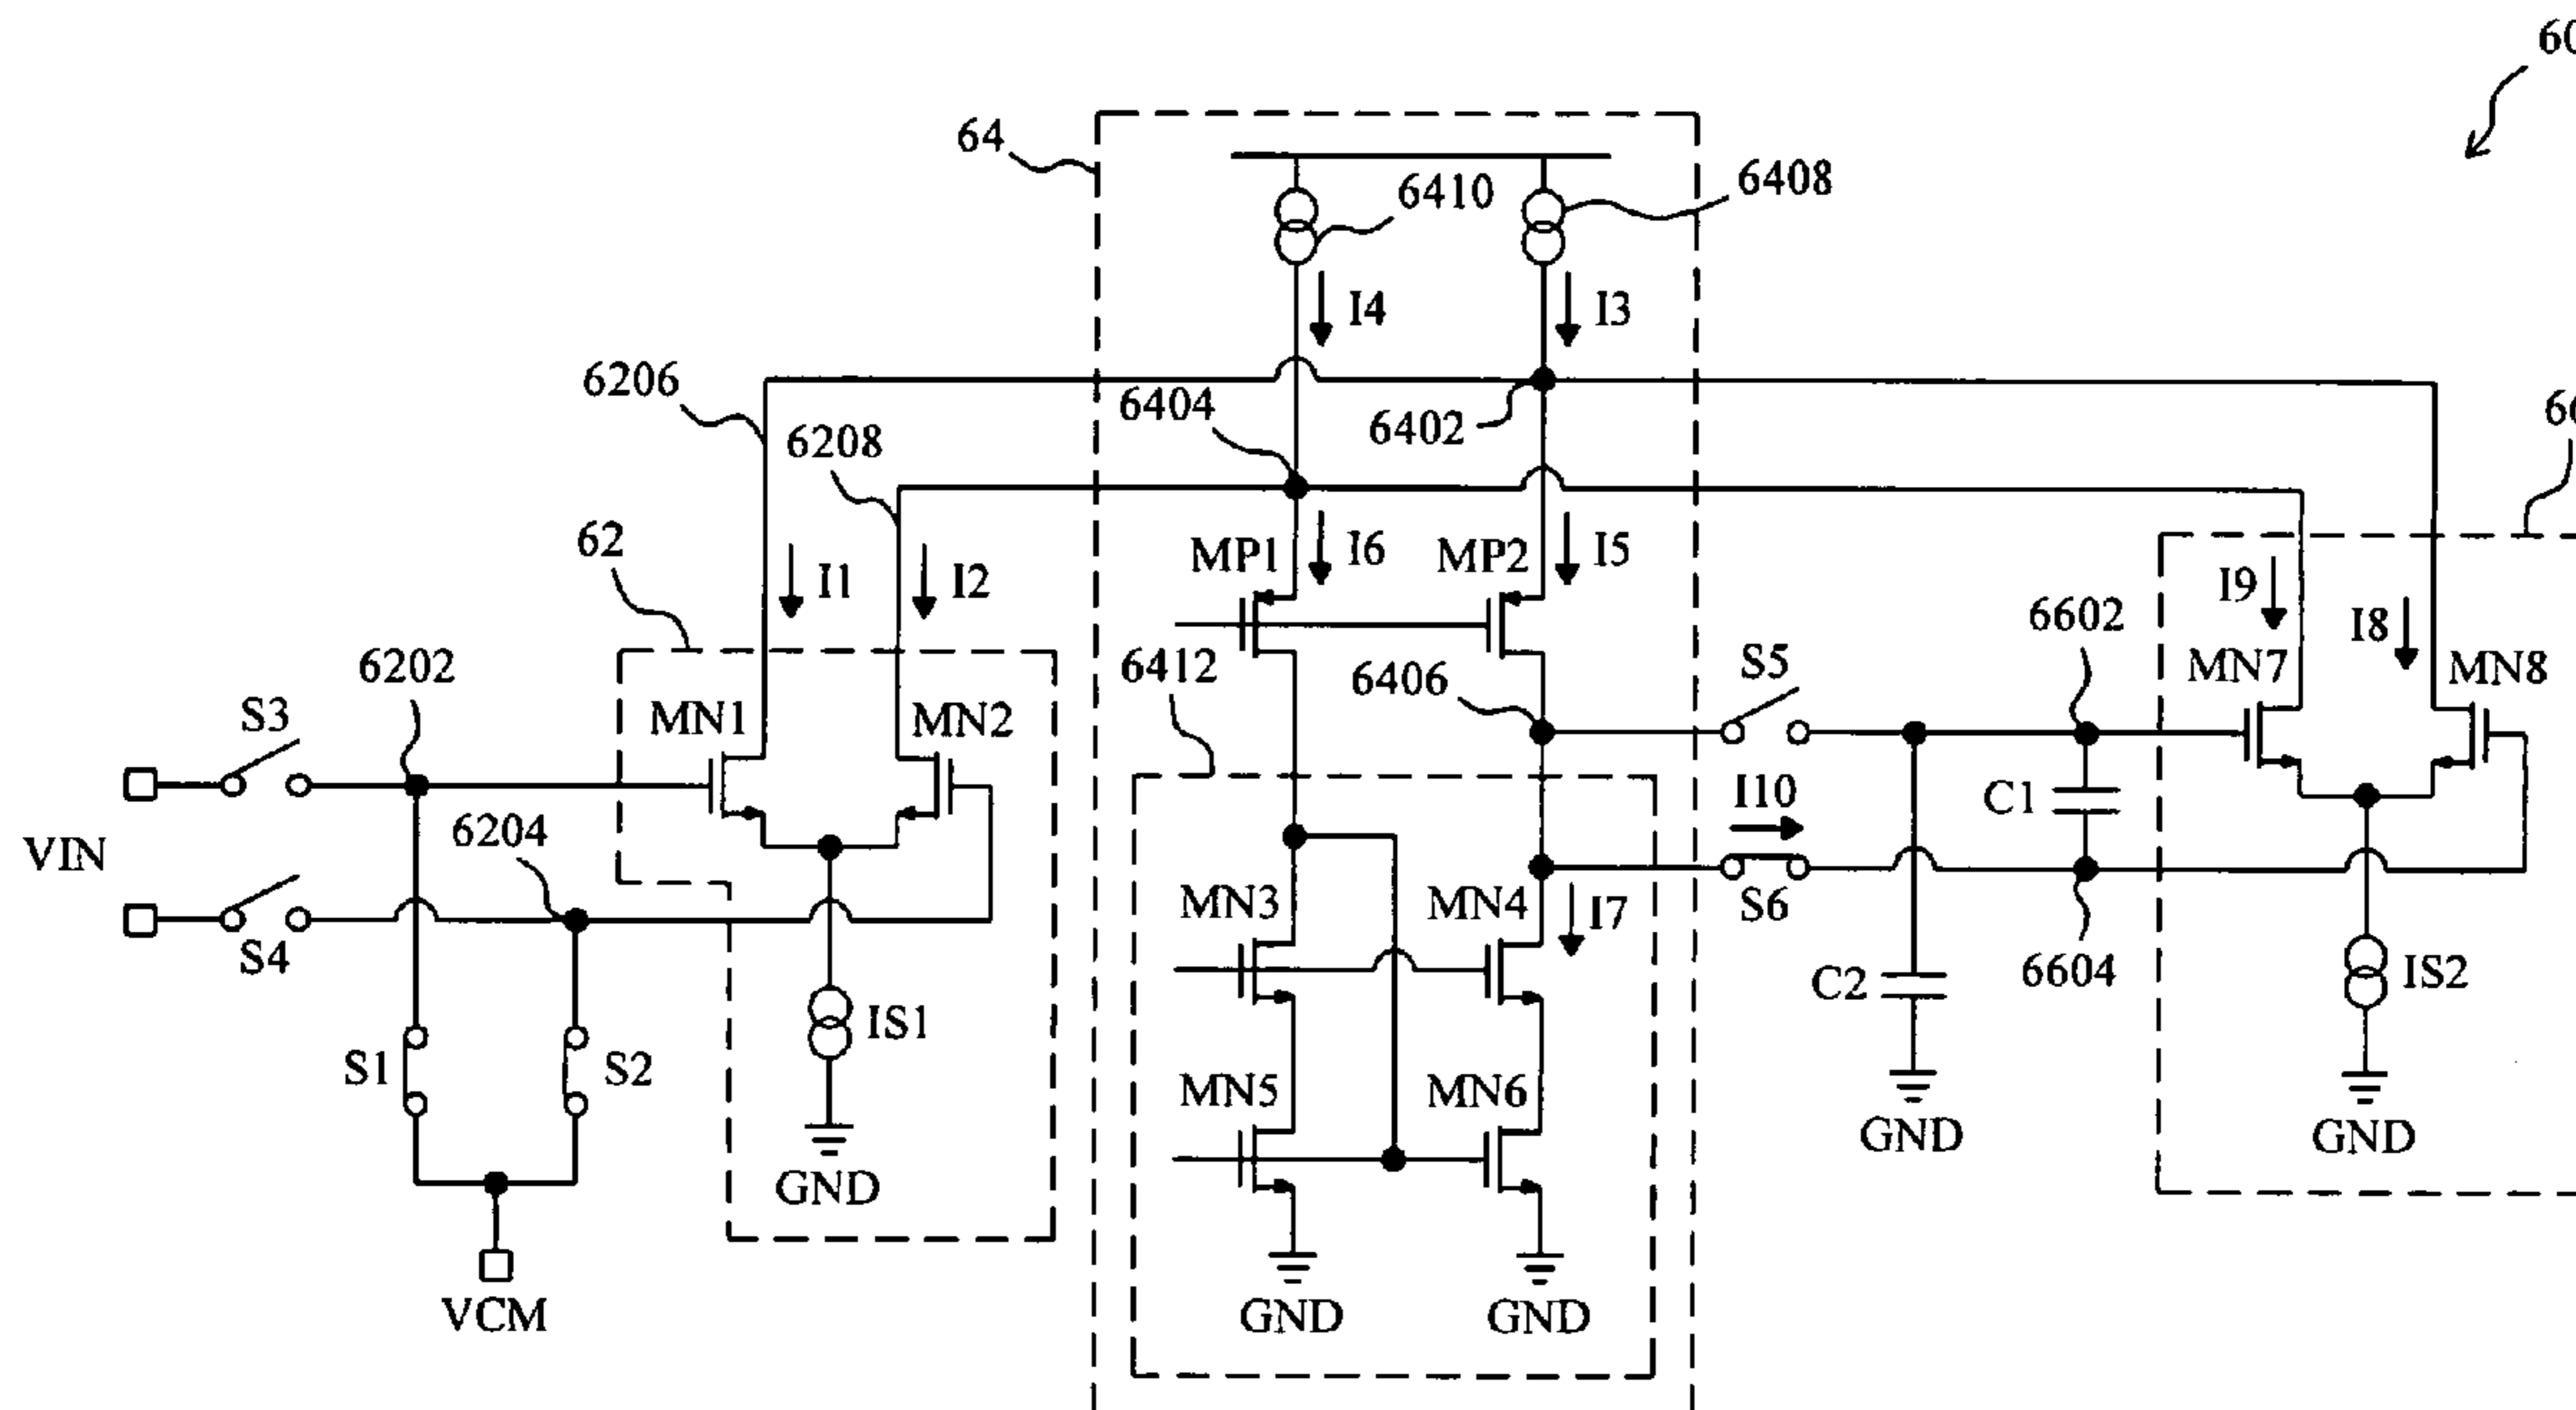 60
64
6410
6408
I4
I3
6206
6404
6402
6208
62
I1
I2
MP1
I6
MP2
I5
I9
I8
6602
6202
6412
6406
S5
MN7
MN8
S3
MN1
MN2
VIN
6204
I10
C1
S4
MN3
MN4
I7
S6
C2
6604
IS2
S1
S2
IS1
MN5
MN6
GND
GND
GND
GND
GND
VCM